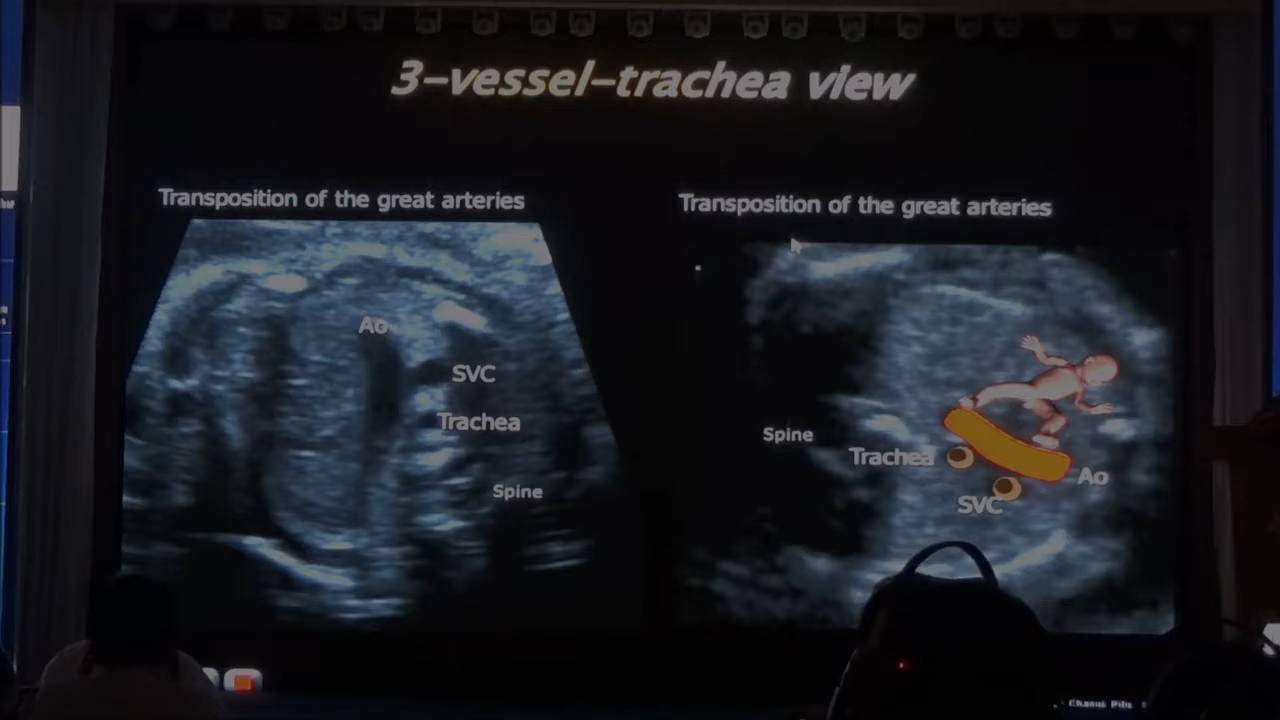 3-vessel-trachea view
Transposition of the great arteries
Ao
SVC
Trachea
Spine
Transposition of the great arteries
Spine
Trachea
Ao
SVC